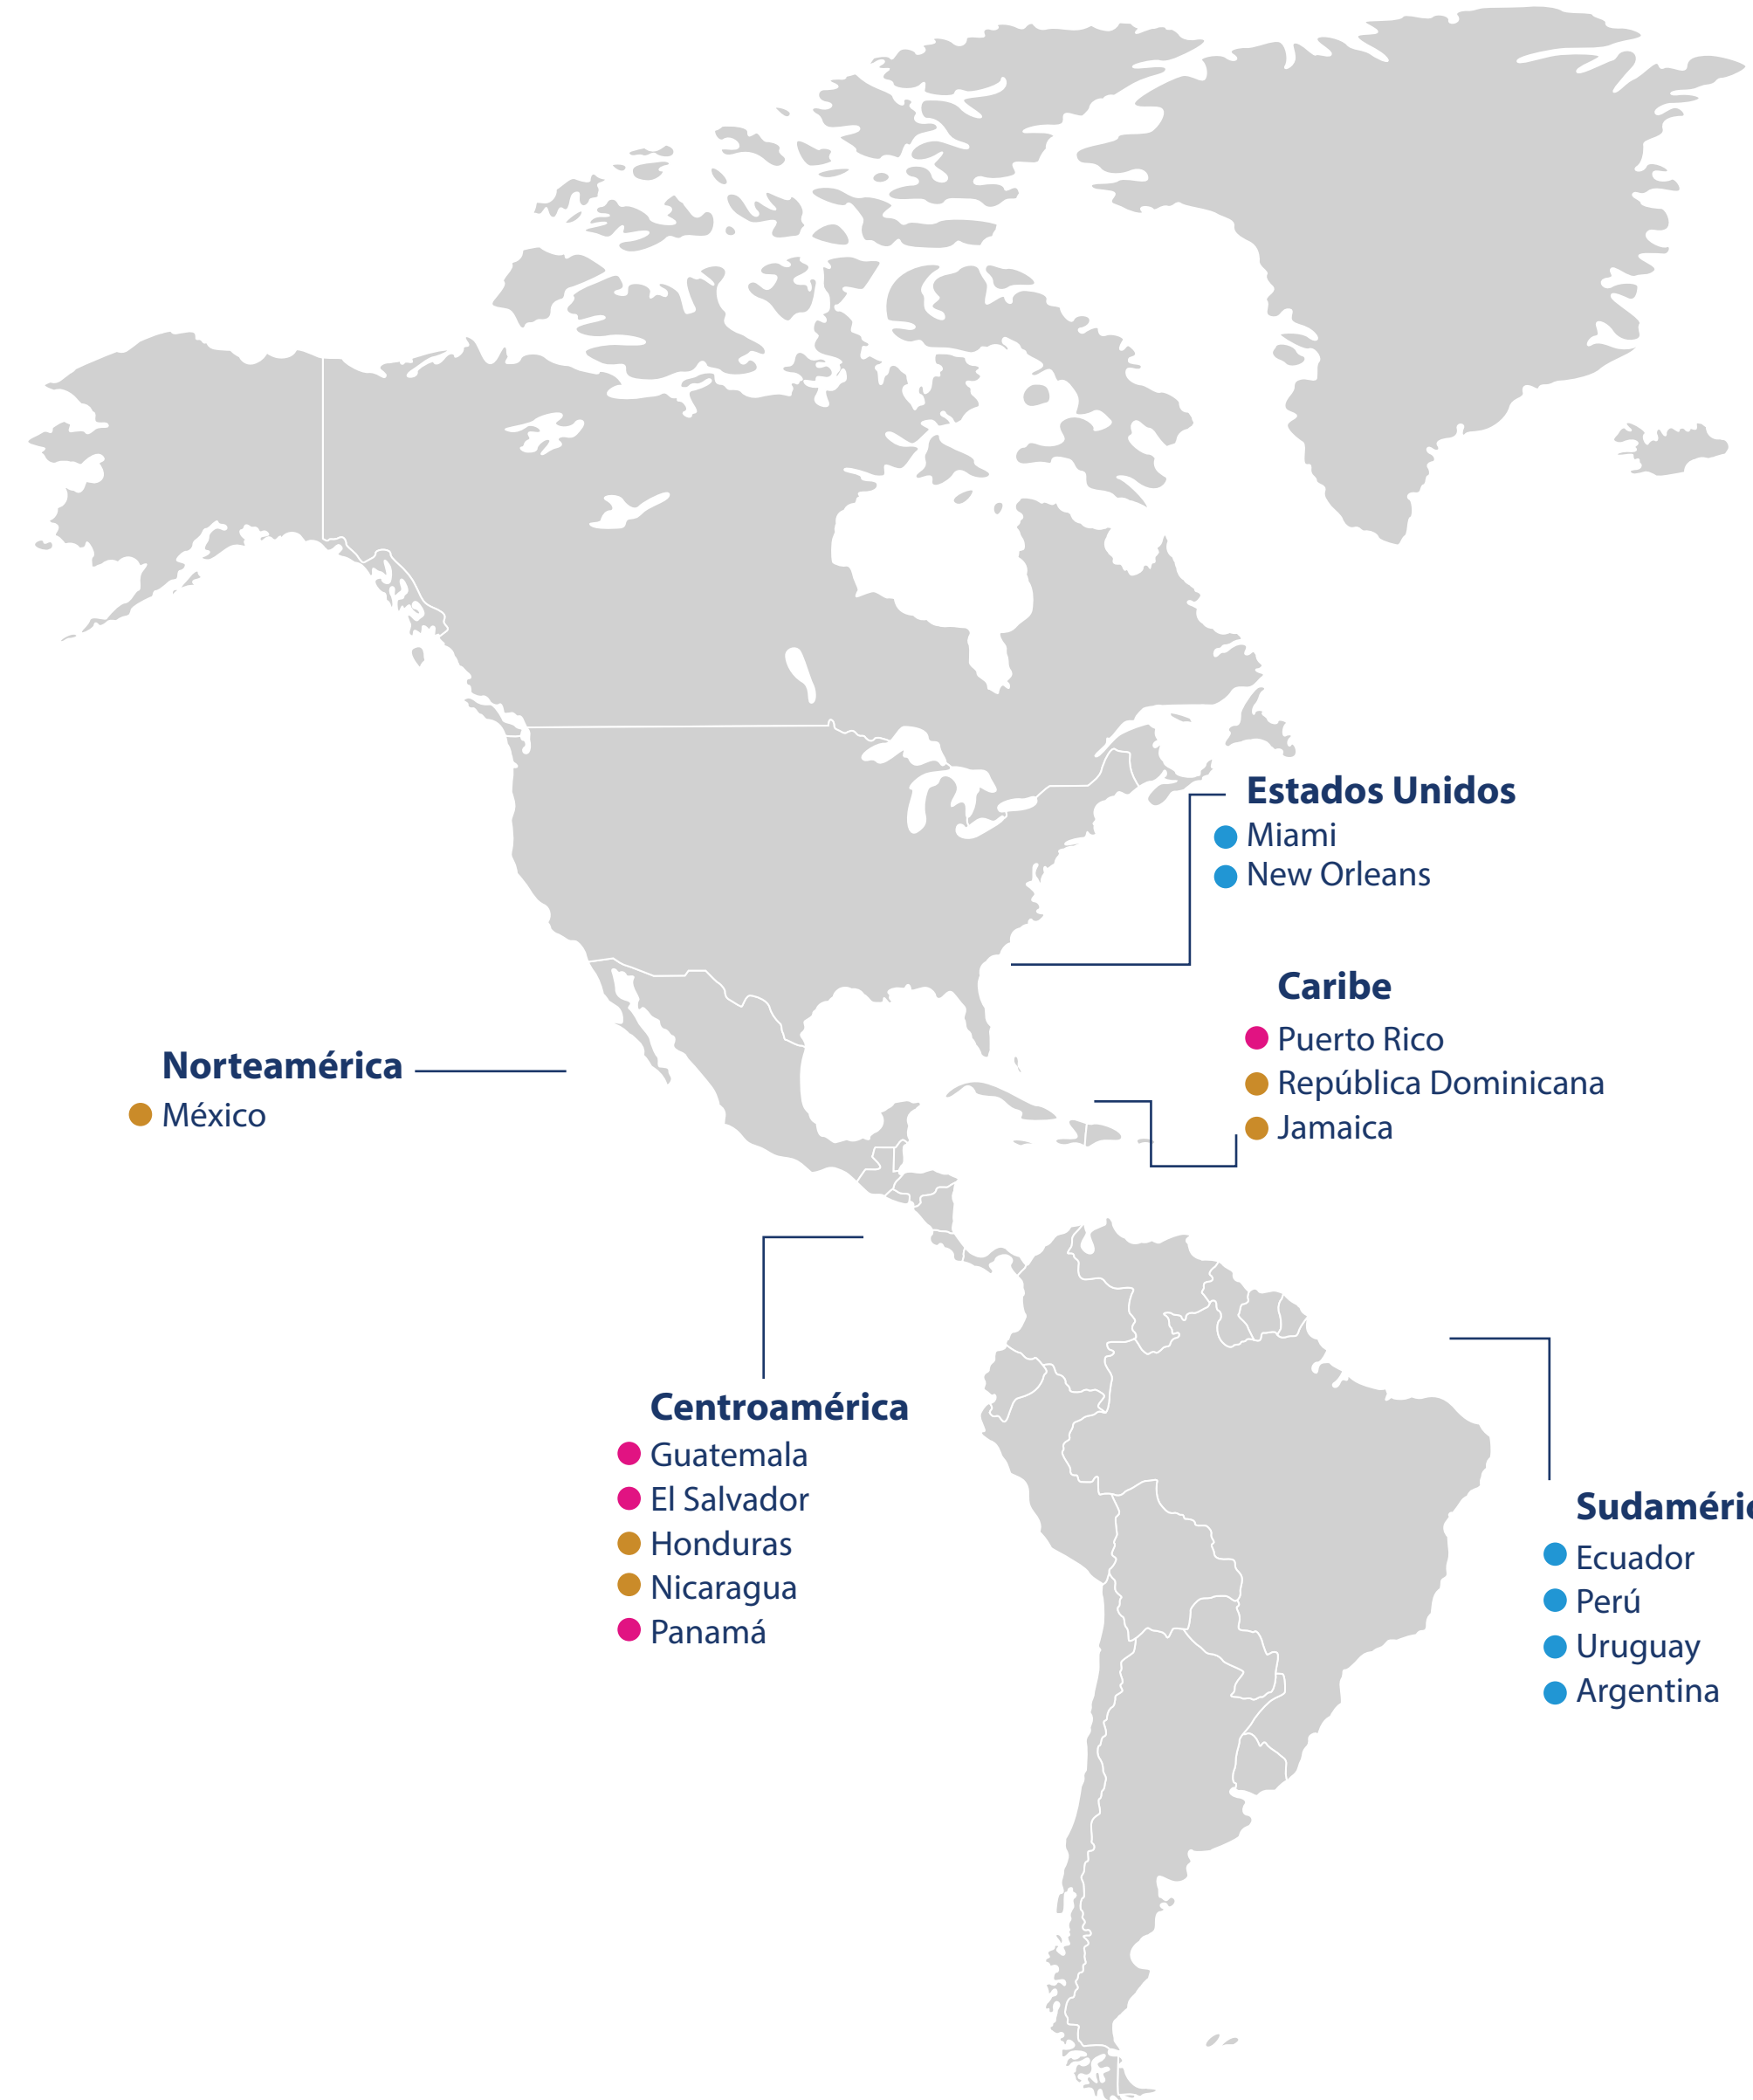 Estados Unidos
Miami
New Orleans
Caribe
Puerto Rico
República Dominicana
Jamaica
Norteamérica
México
Centroamérica
Guatemala
El Salvador
Honduras
Nicaragua
Panamá
Ecuador
Perú
Uruguay
Argentina